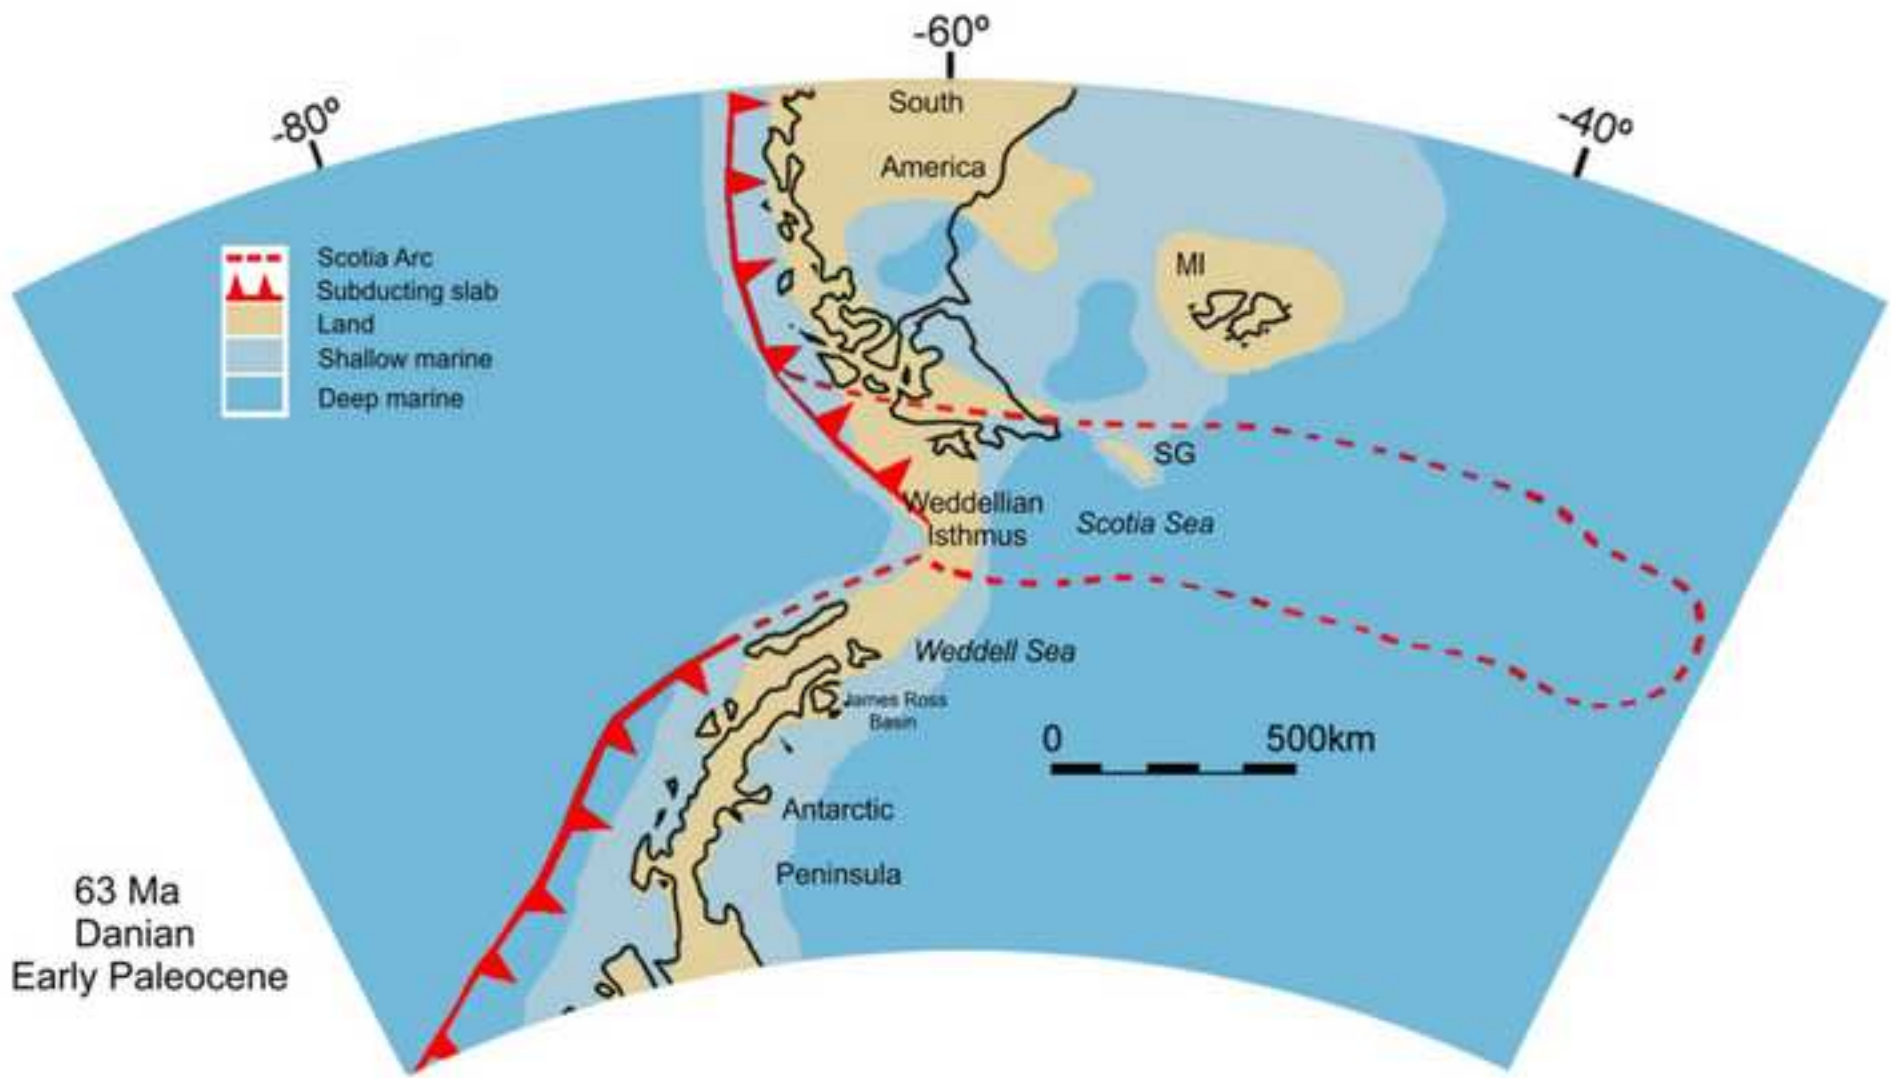 -60º
-80º
-40º
South
America
MI
Scotia Arc
Subducting slab
Land
Shallow marine
Deep marine
SG
Weddellian
Isthmus
Scotia Sea
Weddell Sea
James Ross
Basin
0 500km
Antarctic
Peninsula
63 Ma
Danian
Early Paleocene